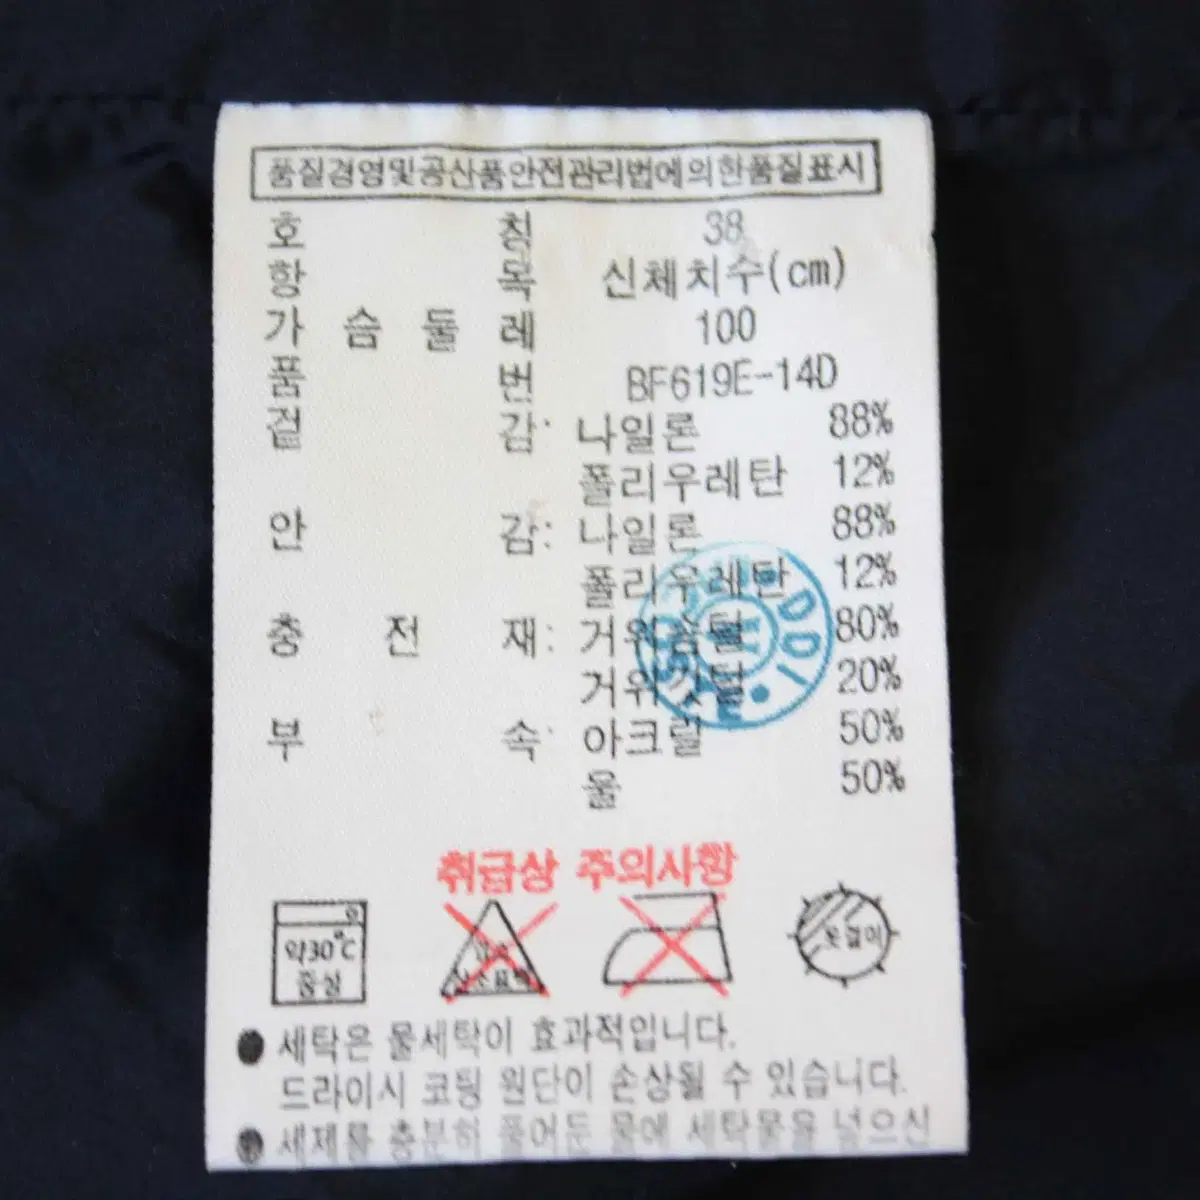 품질경영및공산품안전관리법에의한품질표시
호 칭 38
항 목 신체치수(cm)
가 슴 둘 레 100
품 번 BF619E-14D
겉 감: 나일론 88%
폴리우레탄 12%
안 감: 나일론 88%
폴리우레탄 12%
충 전 재: 거위솜털 80%
거위깃털 20%
부 속: 아크릴 50%
울 50%
취급상 주의사항
약30℃
중성
염소표백
옷걸이
● 세탁은 물세탁이 효과적입니다.
드라이시 코팅 원단이 손상될 수 있습니다.
● 세제를 충분히 풀어둔 물에 세탁물을 넣으신